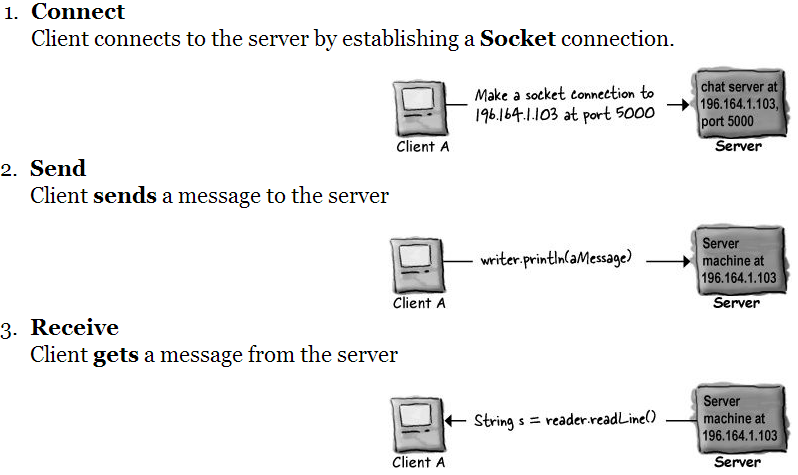 1. Connect
Client connects to the server by establishing a Socket connection.
Make a socket connection to
196.164.1.103 at port 5000
chat server at
196.164.1.103,
port 5000
Client A
Server
2. Send
Client sends a message to the server
writer.println(aMessage)
Server
machine at
196.164.1.103
Client A
Server
3. Receive
Client gets a message from the server
String s = reader.readLine()
Server
machine at
196.164.1.103
Client A
Server